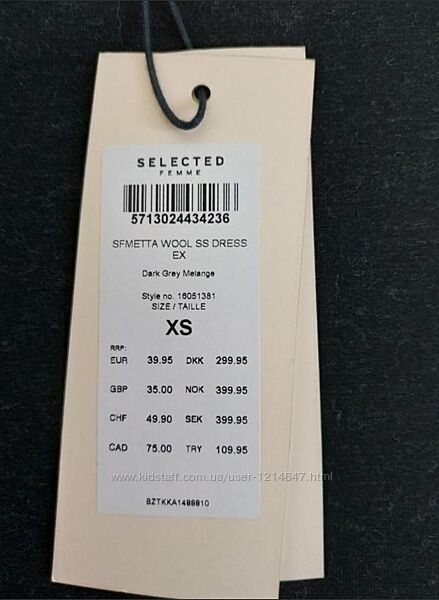 SELECTED
FEMME
5713024434236
SFMETTA WOOL SS DRESS
EX
Dark Grey Melange
Style no. 16051381
SIZE / TAILLE
XS
RRP:
EUR 39.95 DKK 299.95
GBP 35.00 NOK 399.95
CHF 49.90 SEK 399.95
CAD 75.00 TRY 109.95
www.kidstaff.com.ua/user-1214647.html
BZTKKA1498810